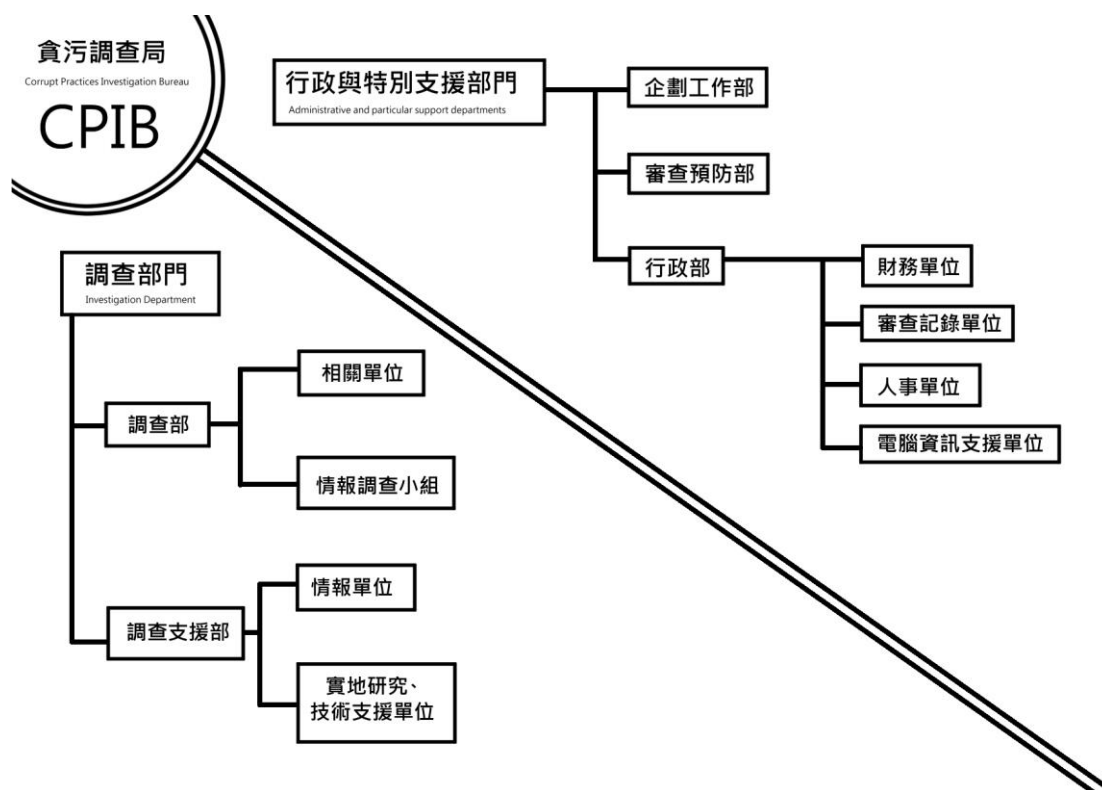 貪污調查局
Corrupt Practices Investigation Bureau
CPIB
行政與特別支援部門
Administrative and particular support departments
企劃工作部
審查預防部
行政部
財務單位
審查記錄單位
人事單位
電腦資訊支援單位
調查部門
Investigation Department
調查部
相關單位
情報調查小組
調查支援部
情報單位
實地研究、
技術支援單位